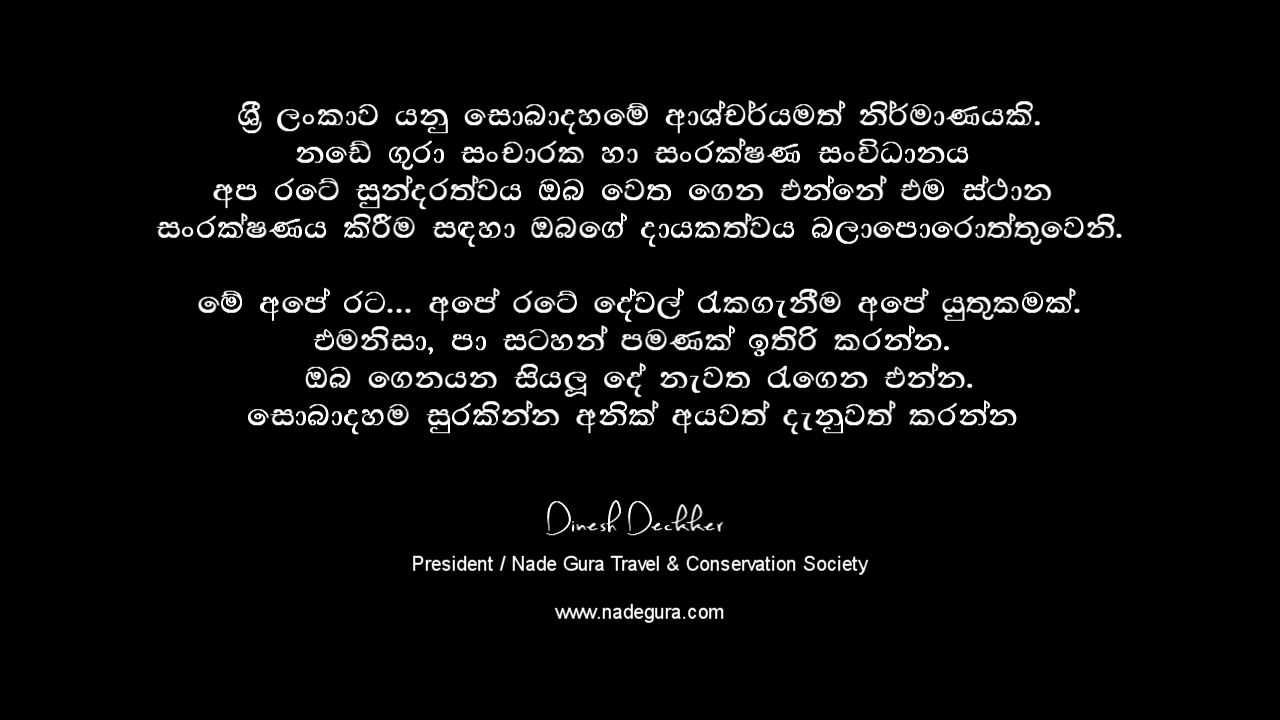 ශ්‍රී ලංකාව යනු සොබාදහමේ ආශ්චර්යමත් නිර්මාණයකි.
නඩේ ගුරා සංචාරක හා සංරක්ෂණ සංවිධානය
අප රටේ සුන්දරත්වය ඔබ වෙත ගෙන එන්නේ එම ස්ථාන
සංරක්ෂණය කිරීම සඳහා ඔබගේ දායකත්වය බලාපොරොත්තුවෙනි.
මේ අපේ රට... අපේ රටේ දේවල් රැකගැනීම අපේ යුතුකමක්.
එමනිසා, පා සටහන් පමණක් ඉතිරි කරන්න.
ඔබ ගෙනයන සියලූ දේ නැවත රැගෙන එන්න.
සොබාදහම සුරකින්න අනික් අයවත් දැනුවත් කරන්න
Dinesh Deckker
President / Nade Gura Travel & Conservation Society
www.nadegura.com